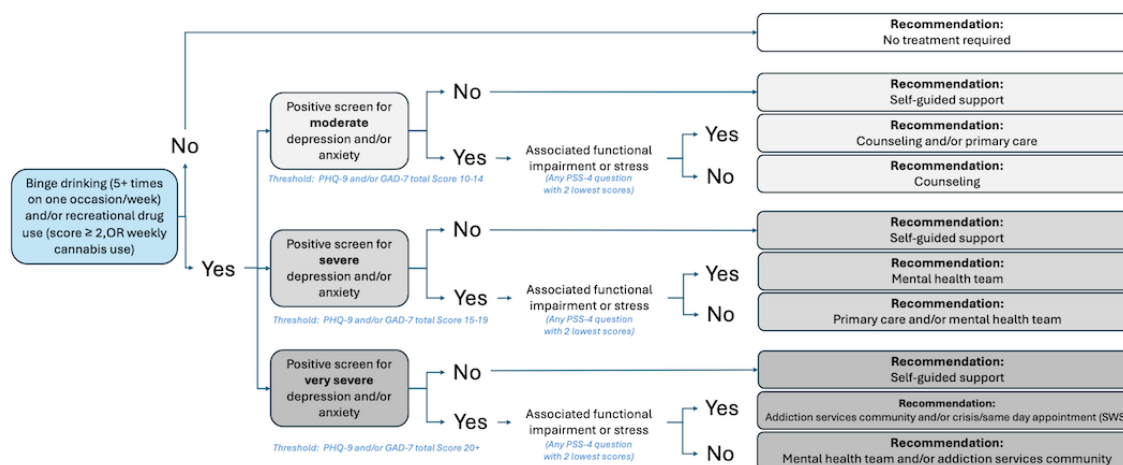 Recommendation:
No treatment required
Positive screen for
moderate
depression and/or
anxiety
Threshold: PHQ-9 and/or GAD-7 total Score 10-14
No
Recommendation:
Self-guided support
Yes
Associated functional
impairment or stress
(Any PSS-4 question
with 2 lowest scores)
Yes
Recommendation:
Counseling and/or primary care
No
Recommendation:
Counseling
No
Binge drinking (5+ times
on one occasion/week)
and/or recreational drug
use (score ≥ 2,OR weekly
cannabis use)
Yes
Positive screen for
severe
depression and/or
anxiety
Threshold: PHQ-9 and/or GAD-7 total Score 15-19
No
Recommendation:
Self-guided support
Yes
Associated functional
impairment or stress
(Any PSS-4 question
with 2 lowest scores)
Yes
Recommendation:
Mental health team
No
Recommendation:
Primary care and/or mental health team
Positive screen for
very severe
depression and/or
anxiety
Threshold: PHQ-9 and/or GAD-7 total Score 20+
No
Recommendation:
Self-guided support
Yes
Associated functional
impairment or stress
(Any PSS-4 question
with 2 lowest scores)
Yes
Recommendation:
Addiction services community and/or crisis/same day appointment (SWS
No
Recommendation:
Mental health team and/or addiction services community